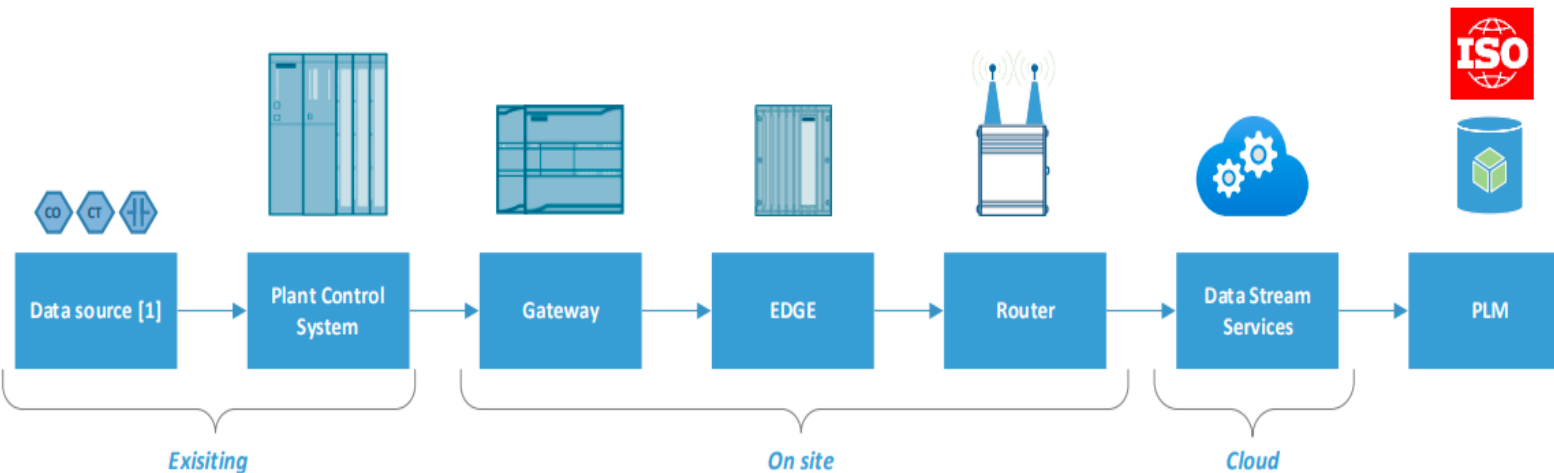 ISO
CO
CT
Data source [1]
Plant Control
System
Gateway
EDGE
Router
Data Stream
Services
PLM
Exisiting
On site
Cloud